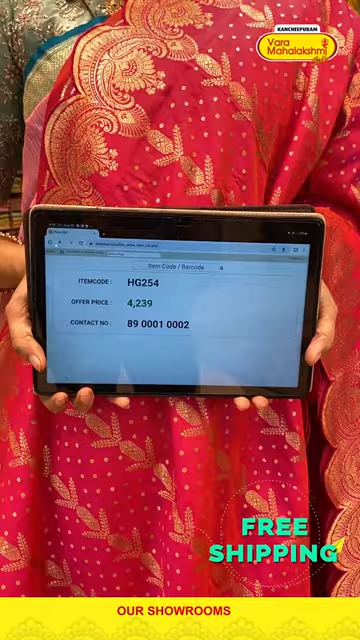 KANCHEEPURAM
Vara
Mahalakshmi
Item Code / Barcode
ITEMCODE : HG254
OFFER PRICE : 4,239
CONTACT NO : 89 0001 0002
FREE
SHIPPING
OUR SHOWROOMS